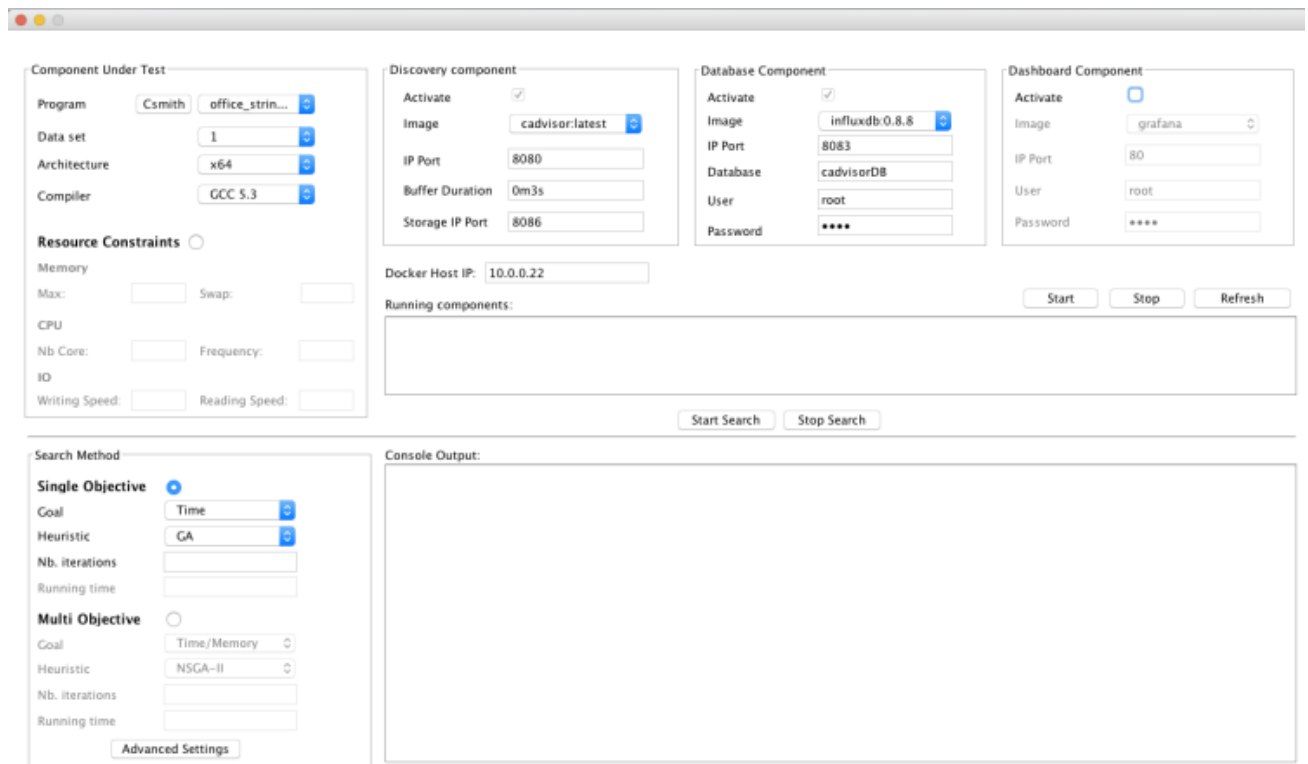 Component Under Test
Program Csmith office_strin...
Data set 1
Architecture x64
Compiler GCC 5.3
Resource Constraints
Memory
Max: Swap:
CPU
Nb Core: Frequency:
IO
Writing Speed: Reading Speed:
Discovery component
Activate
Image cadvisor:latest
IP Port 8080
Buffer Duration 0m3s
Storage IP Port 8086
Database Component
Activate
Image influxdb:0.8.8
IP Port 8083
Database cadvisorDB
User root
Password ••••
Dashboard Component
Activate
Image grafana
IP Port 80
User root
Password ••••
Docker Host IP: 10.0.0.22
Running components:
Start Stop Refresh
Start Search Stop Search
Search Method
Single Objective
Goal Time
Heuristic GA
Nb. iterations
Running time
Multi Objective
Goal Time/Memory
Heuristic NSGA-II
Nb. iterations
Running time
Advanced Settings
Console Output: